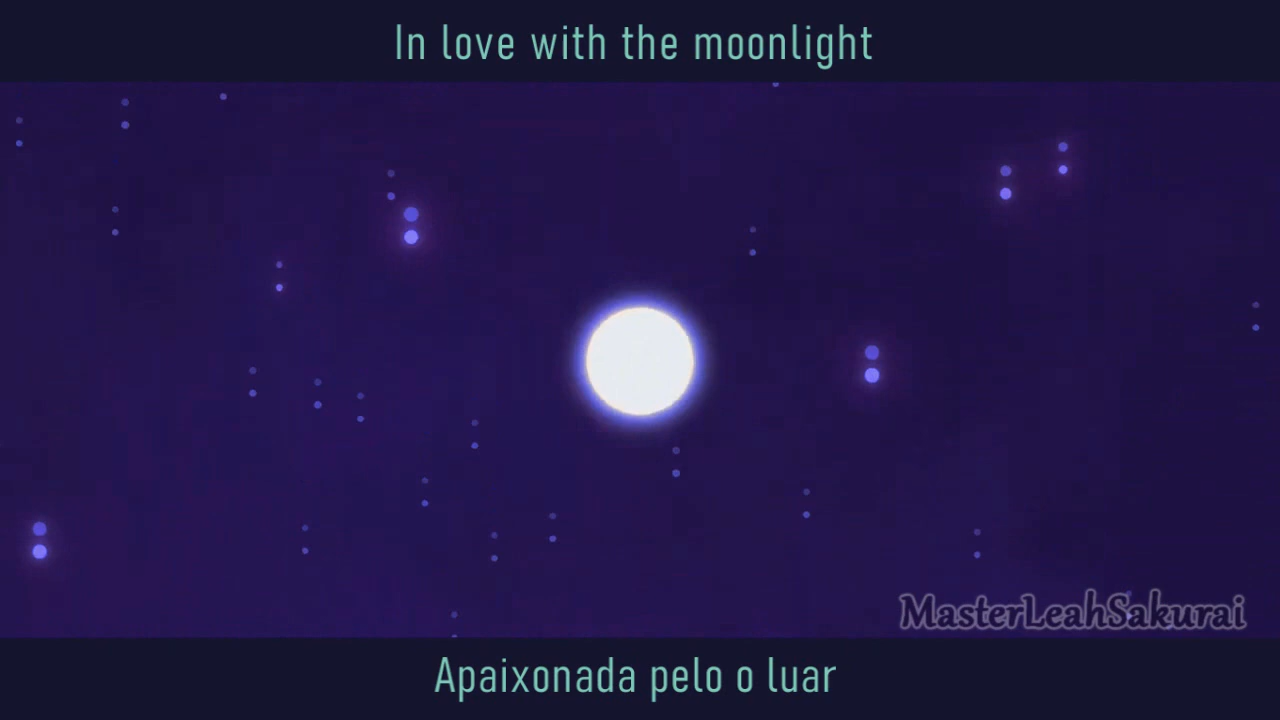 In love with the moonlight
MasterLeahSakurai
Apaixonada pelo o luar